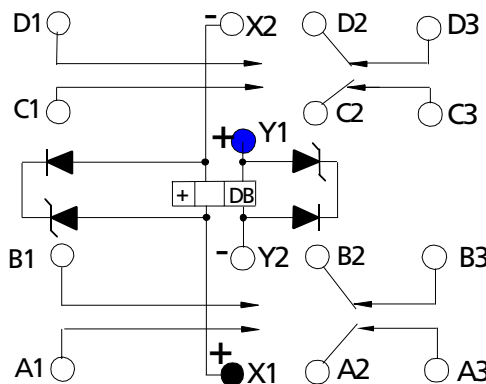 D1 - X2 D2 D3
C1 C2 C3
+ Y1
+ DB
B1 - Y2 B2 B3
+
A1 X1 A2 A3